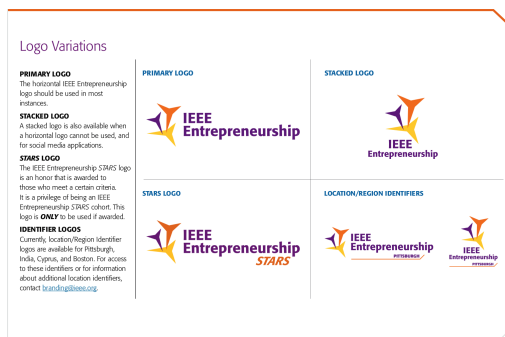 Logo Variations
PRIMARY LOGO
The horizontal IEEE Entrepreneurship
logo should be used in most
instances.
STACKED LOGO
A stacked logo is also available when
a horizontal logo cannot be used, and
for social media applications.
STARS LOGO
The IEEE Entrepreneurship STARS logo
is an honor that is awarded to
those who meet a certain criteria.
It is a privilege of being an IEEE
Entrepreneurship STARS cohort. This
logo is ONLY to be used if awarded.
IDENTIFIER LOGOS
Currently, location/Region Identifier
logos are available for Pittsburgh,
India, Cyprus, and Boston. For access
to these identifiers or for information
about additional location identifiers,
contact branding@ieee.org.
PRIMARY LOGO
IEEE
Entrepreneurship
STACKED LOGO
IEEE
Entrepreneurship
STARS LOGO
IEEE
Entrepreneurship
STARS
LOCATION/REGION IDENTIFIERS
IEEE
Entrepreneurship
PITTSBURGH
IEEE
Entrepreneurship
PITTSBURGH